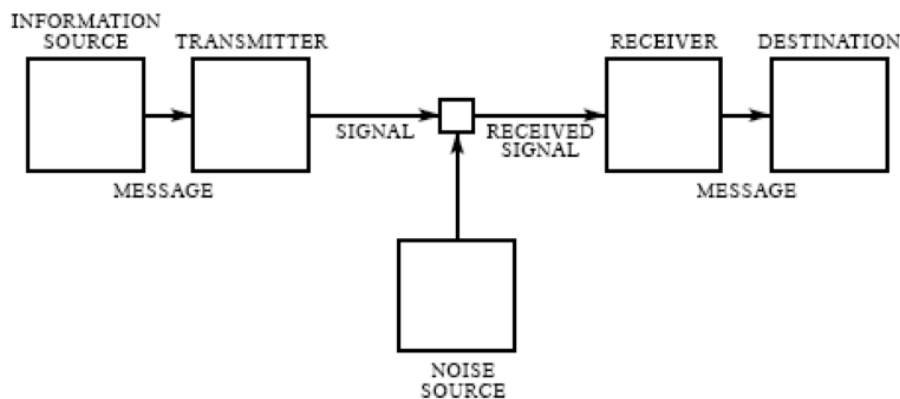 INFORMATION
SOURCE
TRANSMITTER
RECEIVER
DESTINATION
SIGNAL
RECEIVED
SIGNAL
MESSAGE
MESSAGE
NOISE
SOURCE